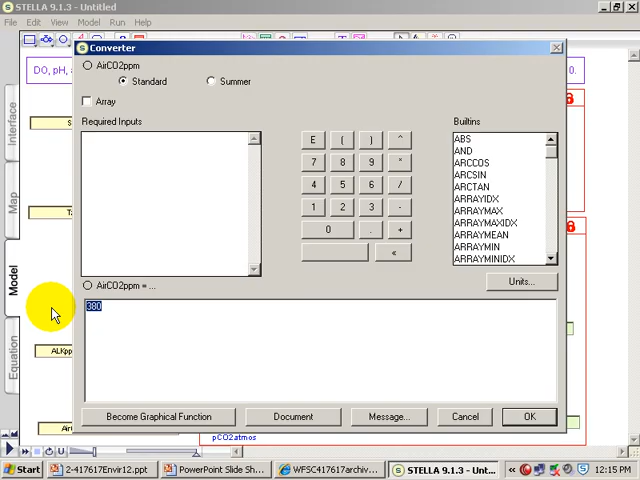 STELLA 9.1.3 - Untitled
File Edit View Model Run Help
DO, pH, a
0.
Converter
AirCO2ppm
Standard Summer
Array
Required Inputs
Builtins
E ( ) ^
7 8 9 *
4 5 6 /
1 2 3 -
0 . +
«
ABS
AND
ARCCOS
ARCSIN
ARCTAN
ARRAYIDX
ARRAYMAX
ARRAYMAXIDX
ARRAYMEAN
ARRAYMIN
ARRAYMINIDX
Units...
AirCO2ppm = ...
380
Become Graphical Function Document Message... Cancel OK
Interface
Map
Model
Equation
S
Ta
ALKpp
pCO2atmos
Start 2-417617Envir12.ppt PowerPoint Slide Sh... WFSC417617archiv... STELLA 9.1.3 - Unt... « 12:15 PM